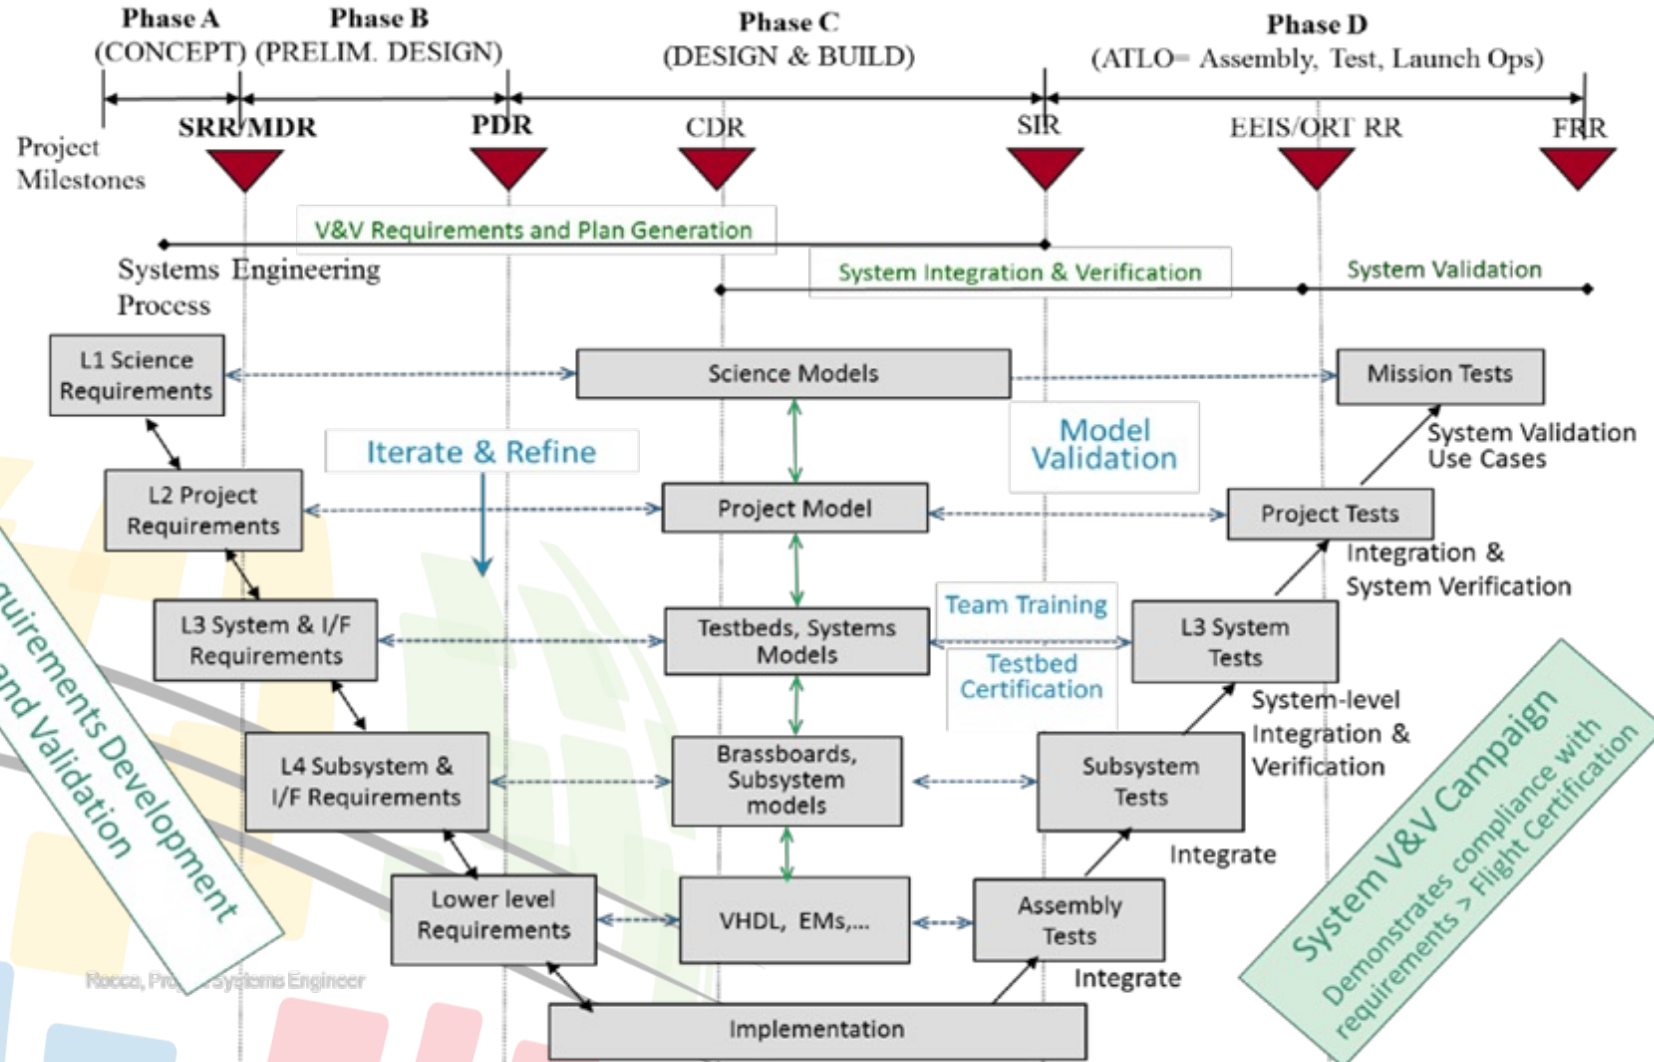 Phase A
(CONCEPT)
Phase B
(PRELIM. DESIGN)
Phase C
(DESIGN & BUILD)
Phase D
(ATLO= Assembly, Test, Launch Ops)
Project
Milestones
SRR/MDR
PDR
CDR
SIR
EEIS/ORT RR
FRR
V&V Requirements and Plan Generation
Systems Engineering
Process
System Integration & Verification
System Validation
L1 Science
Requirements
Science Models
Mission Tests
Iterate & Refine
Model
Validation
System Validation
Use Cases
L2 Project
Requirements
Project Model
Project Tests
Integration &
System Verification
L3 System & I/F
Requirements
Testbeds, Systems
Models
Team Training
Testbed
Certification
L3 System
Tests
System-level
Integration &
Verification
L4 Subsystem &
I/F Requirements
Brassboards,
Subsystem
models
Subsystem
Tests
Integrate
Lower level
Requirements
VHDL, EMs,...
Assembly
Tests
Integrate
Implementation
quirements Development
and Validation
System V&V Campaign
Demonstrates compliance with
requirements > Flight Certification
Rocca, Systems Engineer